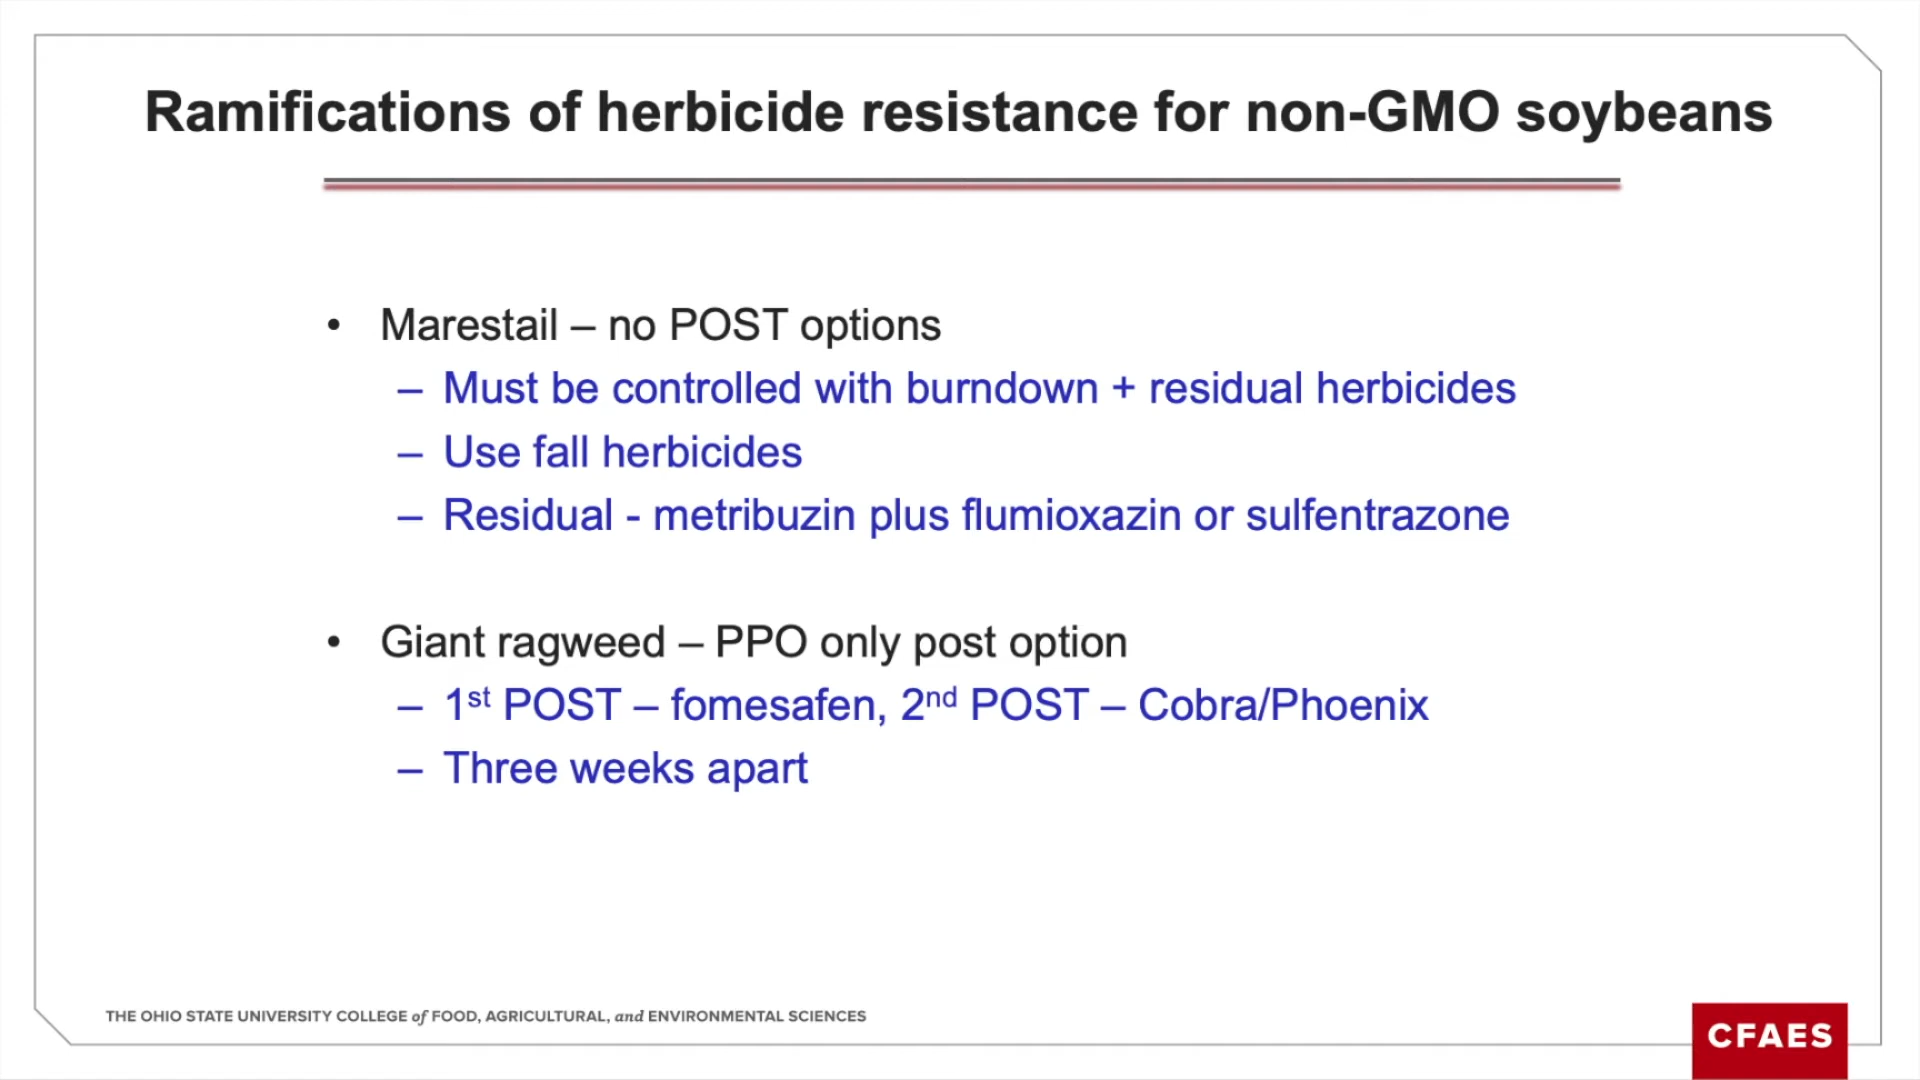 Ramifications of herbicide resistance for non-GMO soybeans
• Marestail – no POST options
– Must be controlled with burndown + residual herbicides
– Use fall herbicides
– Residual - metribuzin plus flumioxazin or sulfentrazone
• Giant ragweed – PPO only post option
– 1st POST – fomesafen, 2nd POST – Cobra/Phoenix
– Three weeks apart
THE OHIO STATE UNIVERSITY COLLEGE of FOOD, AGRICULTURAL, and ENVIRONMENTAL SCIENCES
CFAES